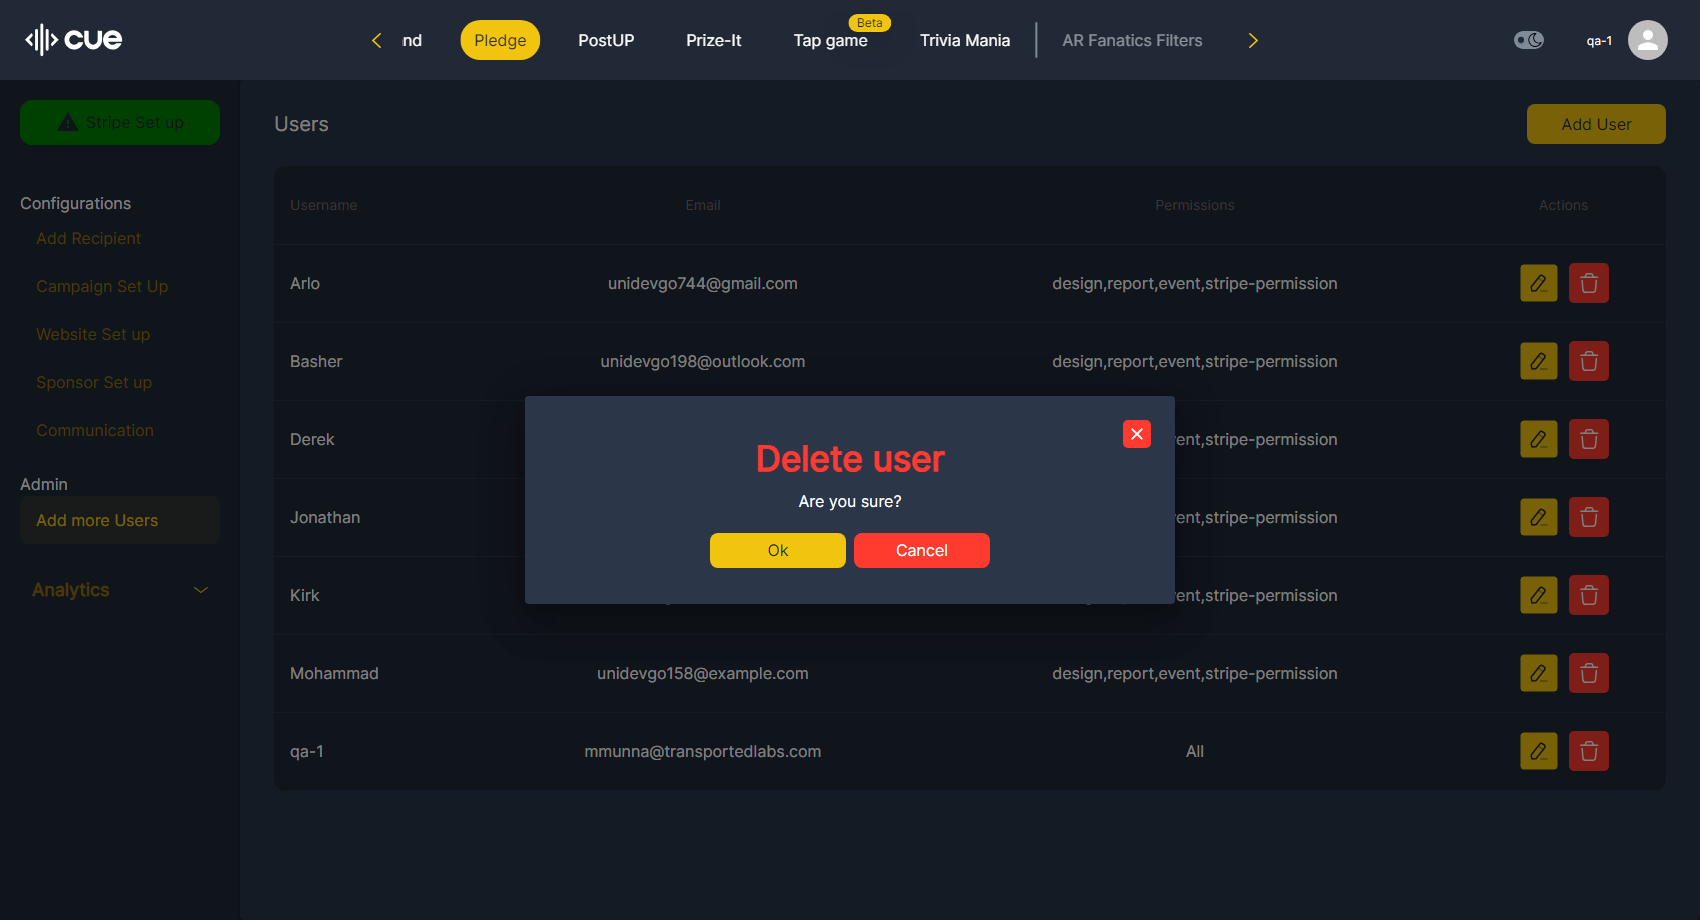 cue
nd Pledge PostUP Prize-It Tap game Beta Trivia Mania AR Fanatics Filters qa-1
Stripe Set up
Configurations
Add Recipient
Campaign Set Up
Website Set up
Sponsor Set up
Communication
Admin
Add more Users
Analytics
Users Add User
Username Email Permissions Actions
Arlo unidevgo744@gmail.com design,report,event,stripe-permission
Basher unidevgo198@outlook.com design,report,event,stripe-permission
Derek vent,stripe-permission
Jonathan vent,stripe-permission
Kirk vent,stripe-permission
Mohammad unidevgo158@example.com design,report,event,stripe-permission
qa-1 mmunna@transportedlabs.com All
Delete user
Are you sure?
Ok Cancel